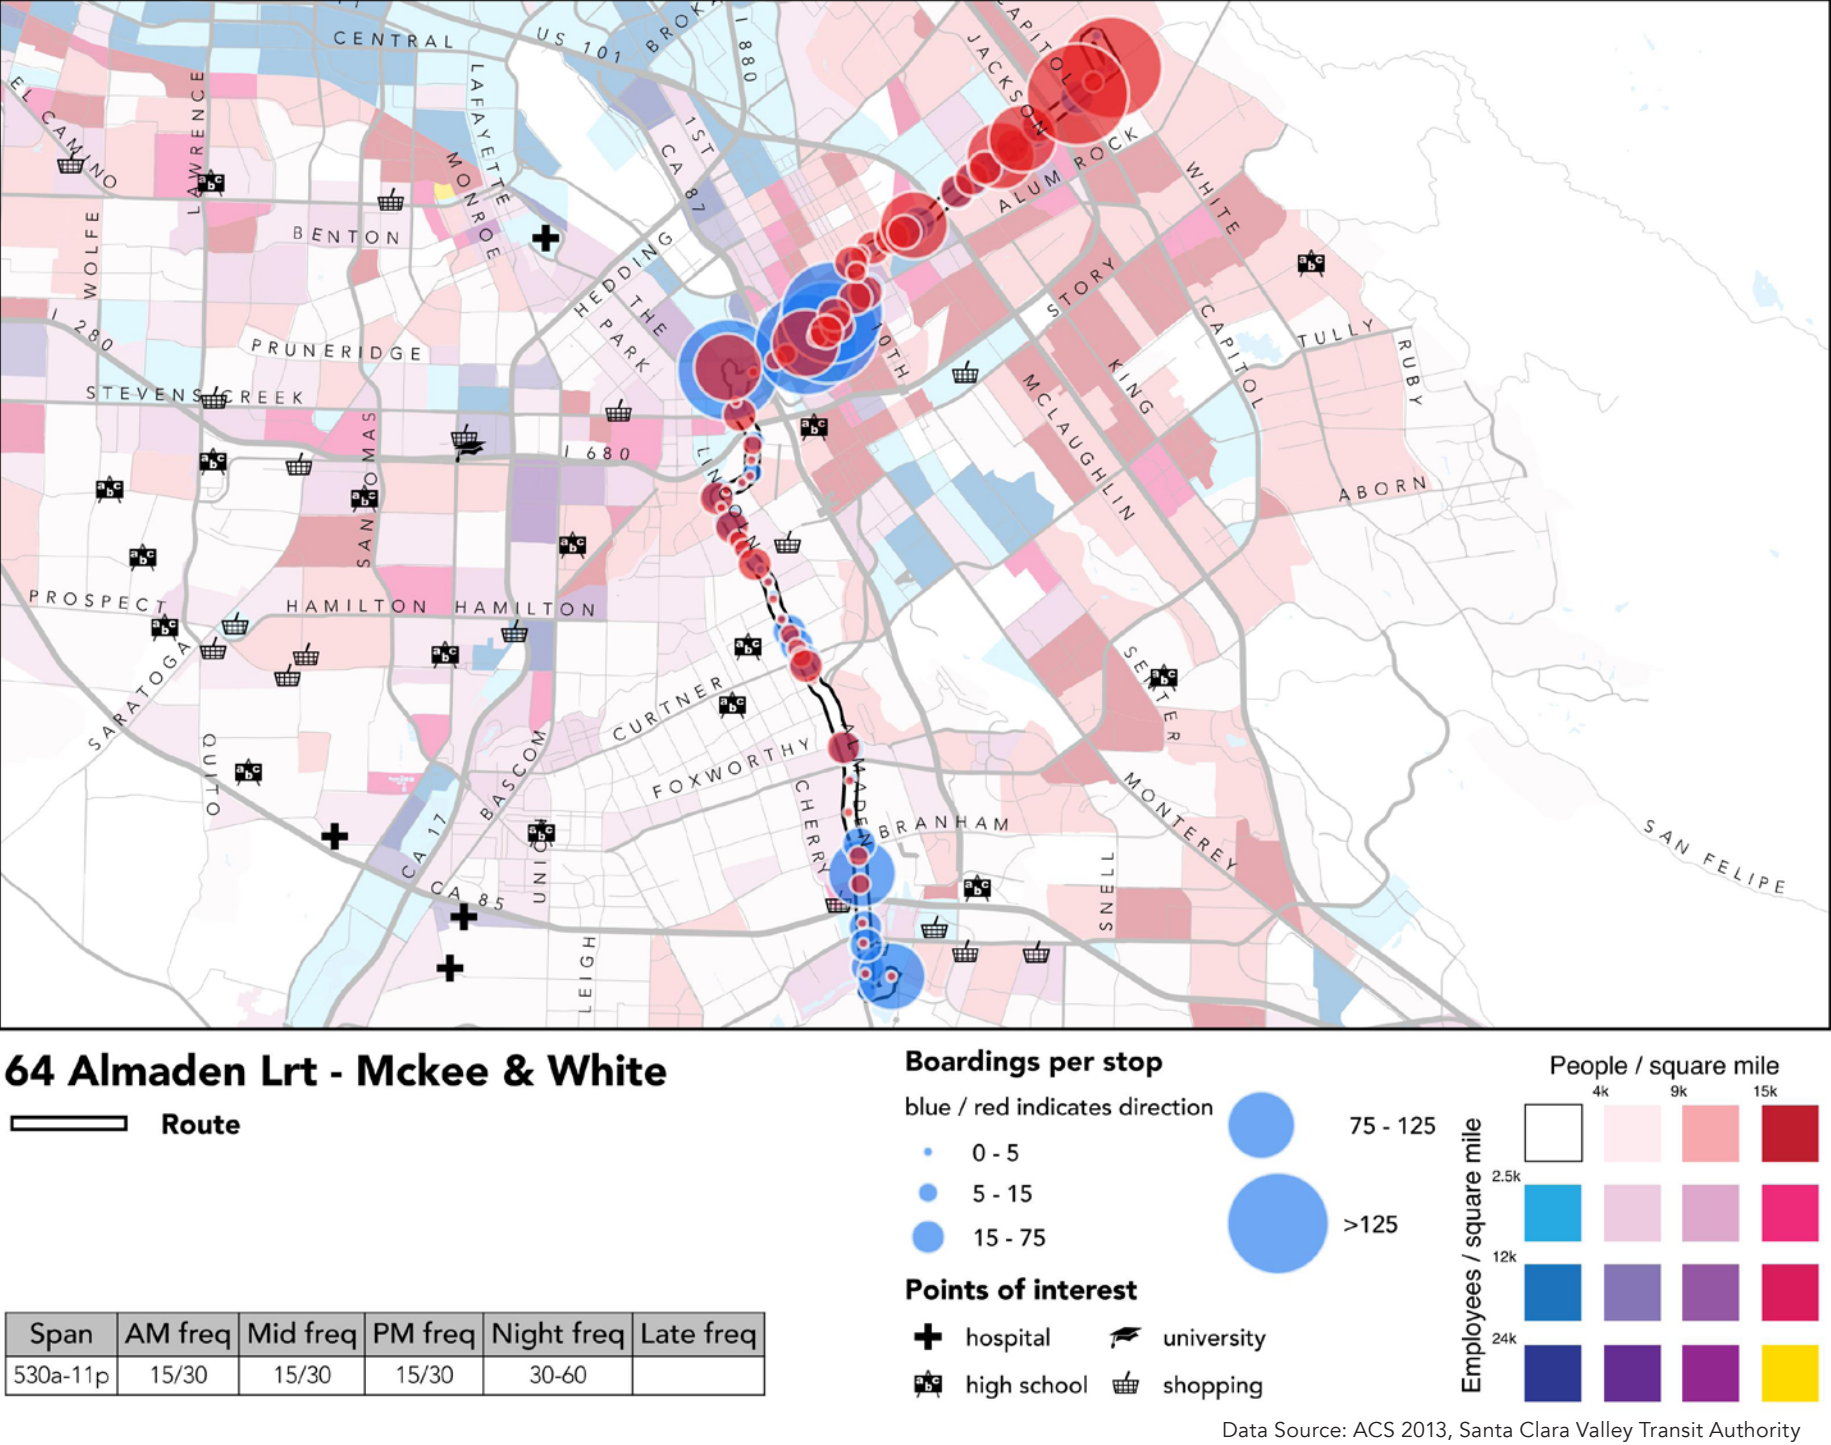 CENTRAL
US 101
BROKA
I 880
CAPITOL
JACKSON
EL CAMINO
LAWRENCE
LAFAYETTE
MONROE
1ST
CA 87
ALUM ROCK
WHITE
WOLFE
BENTON
HEDDING
THE
PARK
STORY
I 280
PRUNERIDGE
10TH
CAPITOL
TULLY
RUBY
STEVENS CREEK
KING
MCLAUGHLIN
SAN TOMAS
I 680
LINCOLN
ABORN
PROSPECT
HAMILTON
HAMILTON
SARATOGA
CURTNER
SENTER
QUITO
BASCOM
FOXWORTHY
ALMADEN
CHERRY
MONTEREY
CA 17
UNION
BRANHAM
SNELL
SAN FELIPE
CA 85
LEIGH
64 Almaden Lrt - Mckee & White
Route
Span AM freq Mid freq PM freq Night freq Late freq
530a-11p 15/30 15/30 15/30 30-60
Boardings per stop
blue / red indicates direction
0 - 5
5 - 15
15 - 75
75 - 125
>125
Points of interest
hospital
university
abc high school
shopping
People / square mile
4k 9k 15k
Employees / square mile
2.5k
12k
24k
Data Source: ACS 2013, Santa Clara Valley Transit Authority